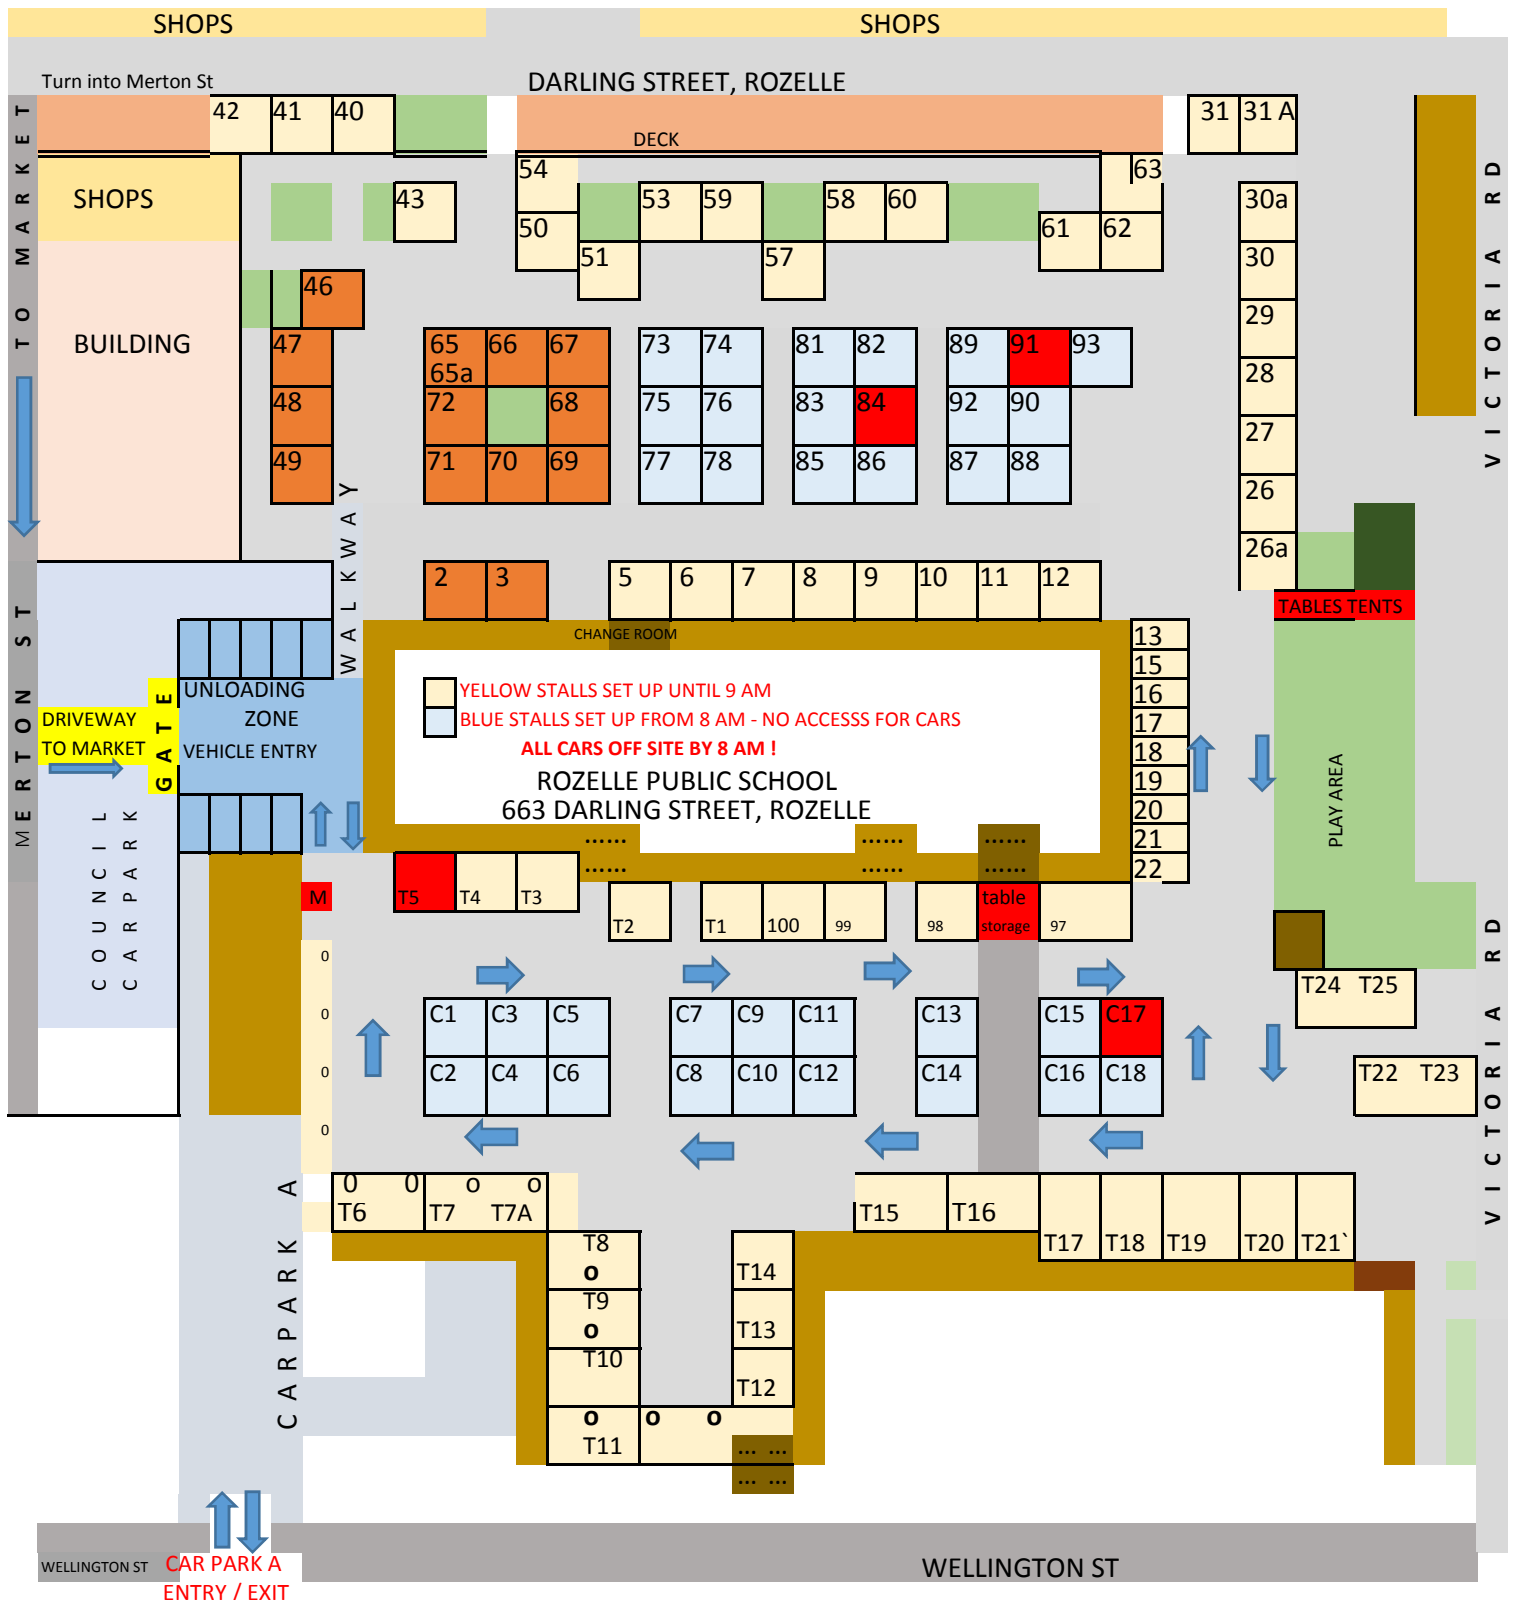 SHOPS SHOPS
Turn into Merton St DARLING STREET, ROZELLE
42 41 40 31 31 A
DECK
54 63
SHOPS 43 53 59 58 60 30a
50 61 62
51 57 30
46
29
BUILDING 47 65 66 67 73 74 81 82 89 91 93
65a 28
48 72 68 75 76 83 84 92 90
27
49 71 70 69 77 78 85 86 87 88
26
26a
2 3 5 6 7 8 9 10 11 12
TABLES TENTS
CHANGE ROOM 13
15
UNLOADING YELLOW STALLS SET UP UNTIL 9 AM 16
DRIVEWAY ZONE BLUE STALLS SET UP FROM 8 AM - NO ACCESSS FOR CARS 17
TO MARKET VEHICLE ENTRY ALL CARS OFF SITE BY 8 AM ! 18
ROZELLE PUBLIC SCHOOL 19
663 DARLING STREET, ROZELLE 20
...... ...... ...... 21
...... ...... ...... 22
M T5 T4 T3 table
T2 T1 100 99 98 storage 97
0
T24 T25
0 C1 C3 C5 C7 C9 C11 C13 C15 C17
0 C2 C4 C6 C8 C10 C12 C14 C16 C18 T22 T23
0
0 0 o o
T6 T7 T7A T15 T16
T8 T17 T18 T19 T20 T21`
o T14
T9
o T13
T10
T12
o o o
T11 ... ...
... ...
WELLINGTON ST CAR PARK A WELLINGTON ST
ENTRY / EXIT
TO MARKET
MERTON ST
GATE
WALKWAY
COUNCIL
CARPARK
CARPARK A
PLAY AREA
VICTORIA RD
VICTORIA RD